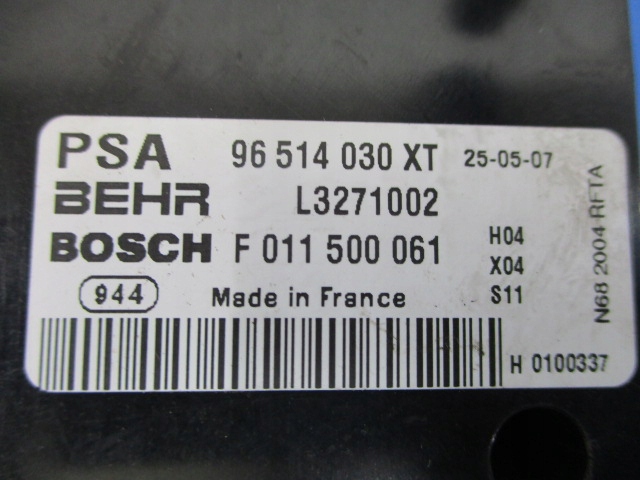 PSA 96 514 030 XT 25-05-07
BEHR L3271002
BOSCH F 011 500 061
H04
X04
S11
944 Made in France
N68 2004 RFTA
H 0100337